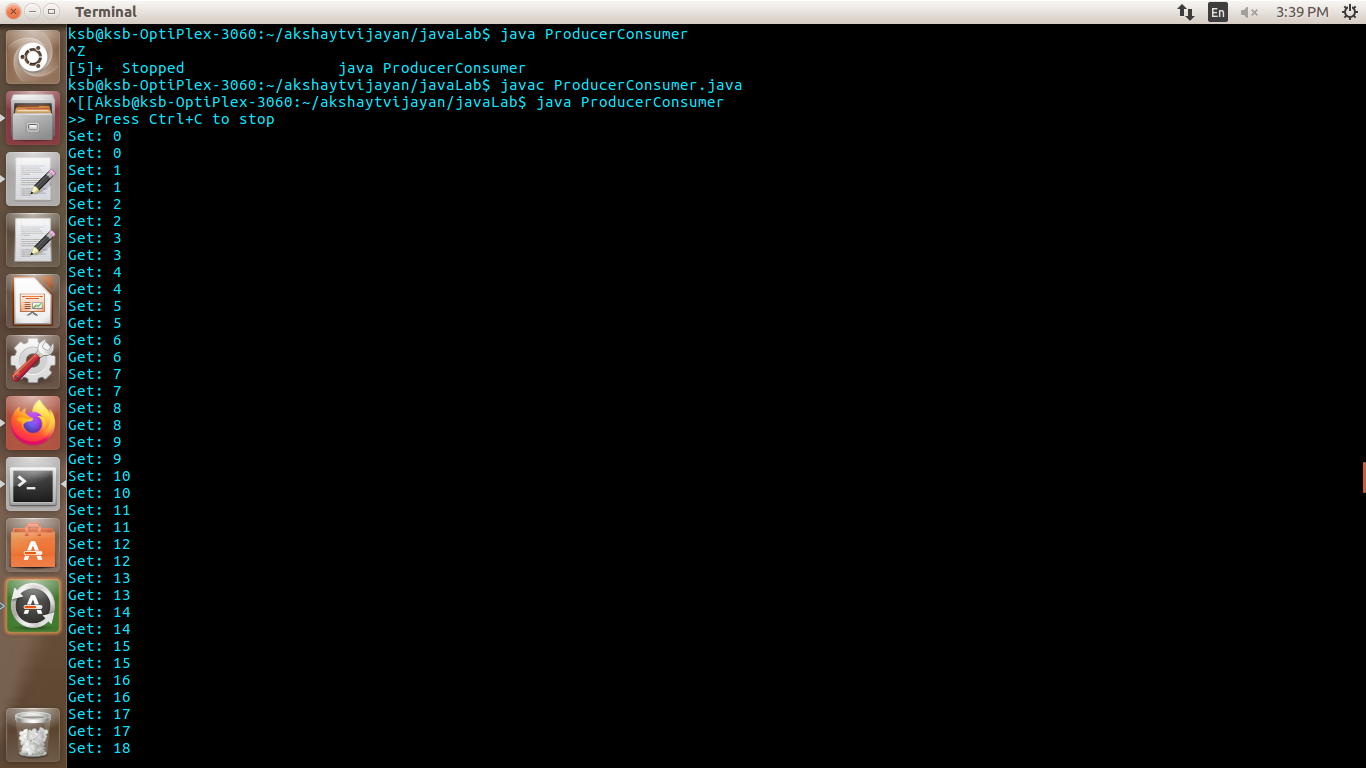 Terminal
En
3:39 PM
ksb@ksb-OptiPlex-3060:~/akshaytvijayan/javaLab$ java ProducerConsumer
^Z
[5]+  Stopped                 java ProducerConsumer
ksb@ksb-OptiPlex-3060:~/akshaytvijayan/javaLab$ javac ProducerConsumer.java
^[[Aksb@ksb-OptiPlex-3060:~/akshaytvijayan/javaLab$ java ProducerConsumer
>> Press Ctrl+C to stop
Set: 0
Get: 0
Set: 1
Get: 1
Set: 2
Get: 2
Set: 3
Get: 3
Set: 4
Get: 4
Set: 5
Get: 5
Set: 6
Get: 6
Set: 7
Get: 7
Set: 8
Get: 8
Set: 9
Get: 9
Set: 10
Get: 10
Set: 11
Get: 11
Set: 12
Get: 12
Set: 13
Get: 13
Set: 14
Get: 14
Set: 15
Get: 15
Set: 16
Get: 16
Set: 17
Get: 17
Set: 18